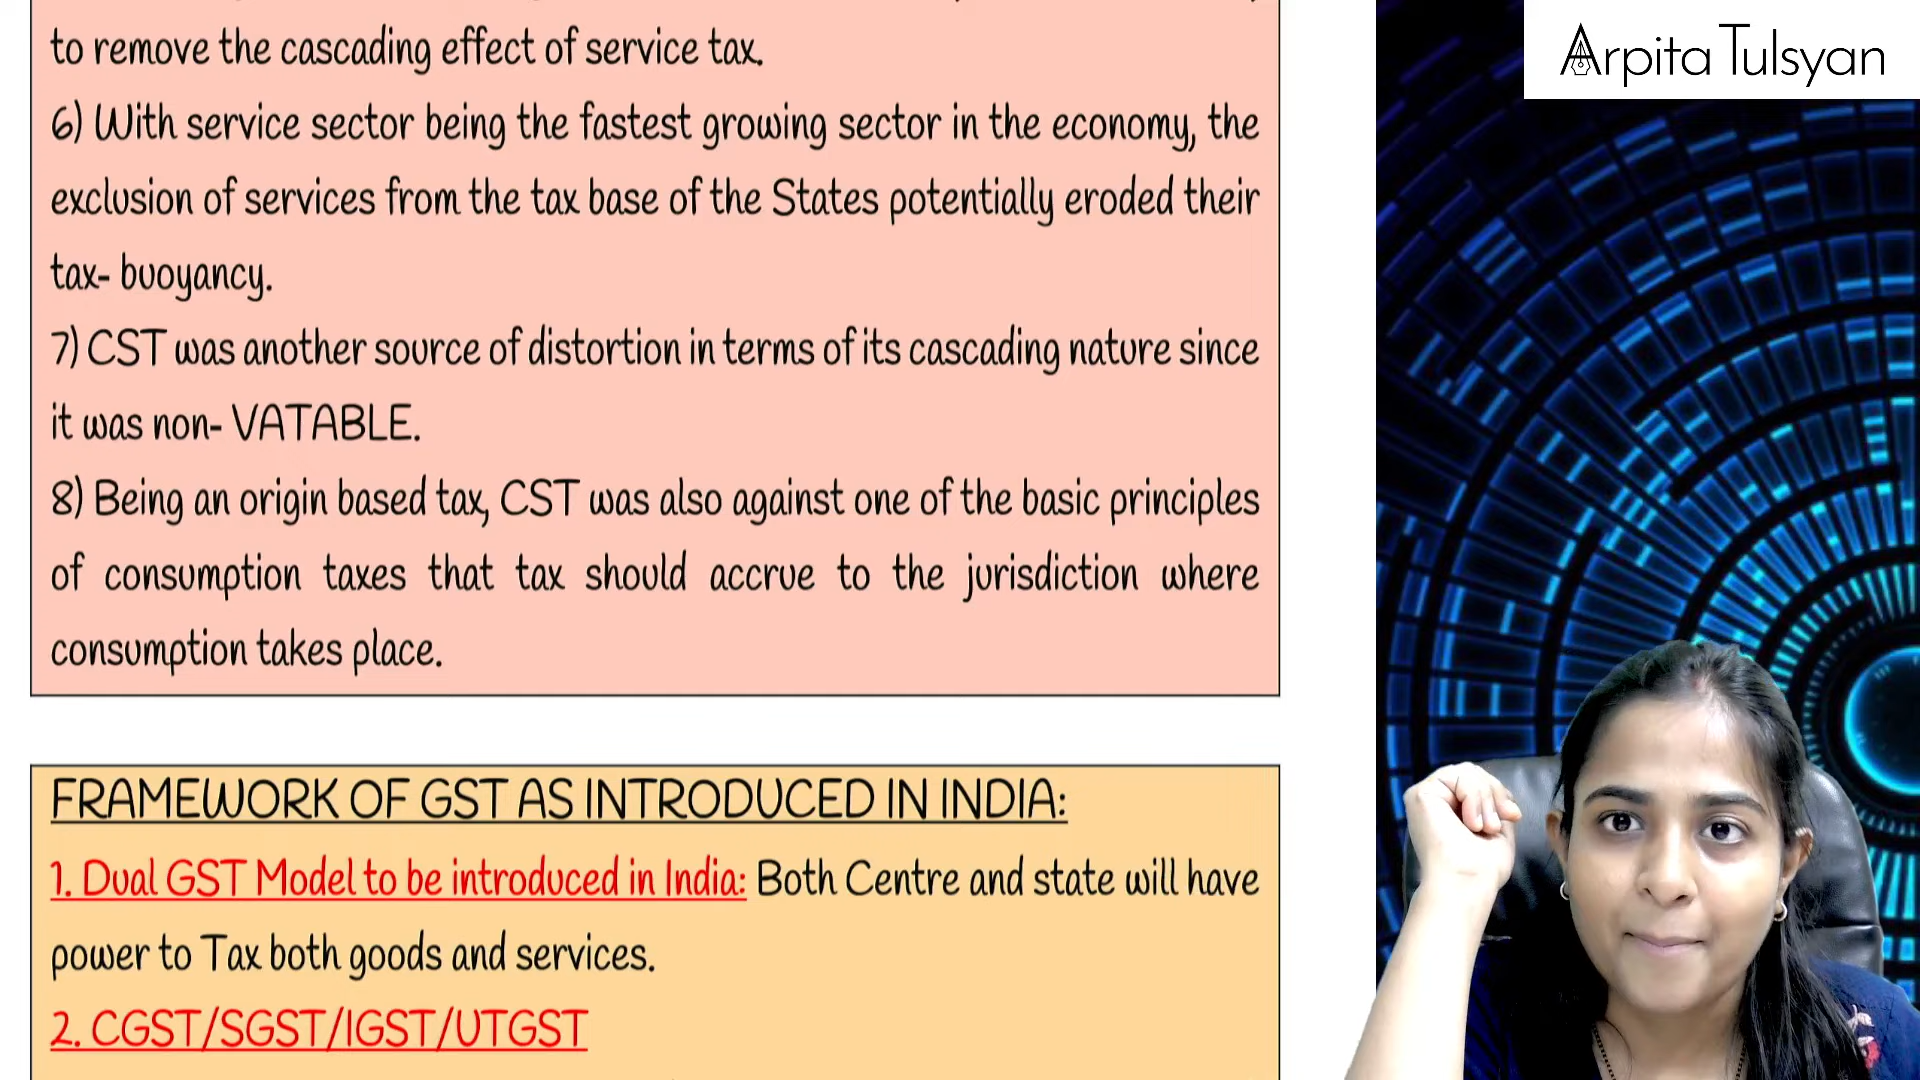 Arpita Tulsyan
to remove the cascading effect of service tax.
6) With service sector being the fastest growing sector in the economy, the
exclusion of services from the tax base of the States potentially eroded their
tax- buoyancy.
7) CST was another source of distortion in terms of its cascading nature since
it was non- VATABLE.
8) Being an origin based tax, CST was also against one of the basic principles
of consumption taxes that tax should accrue to the jurisdiction where
consumption takes place.
FRAMEWORK OF GST AS INTRODUCED IN INDIA:
1. Dual GST Model to be introduced in India: Both Centre and state will have
power to Tax both goods and services.
2. CGST/SGST/IGST/UTGST